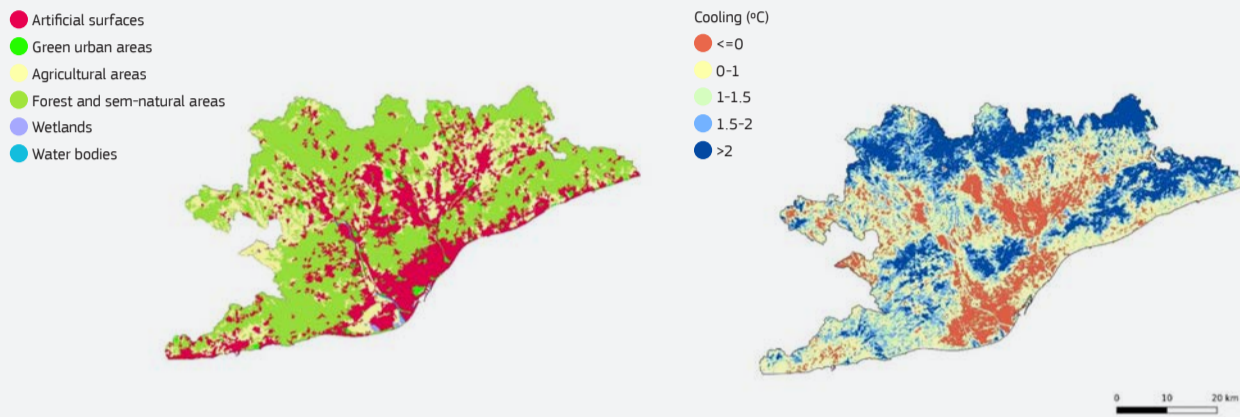 Artificial surfaces
Green urban areas
Agricultural areas
Forest and sem-natural areas
Wetlands
Water bodies
Cooling (ºC)
<=0
0-1
1-1.5
1.5-2
>2
0 10 20 km